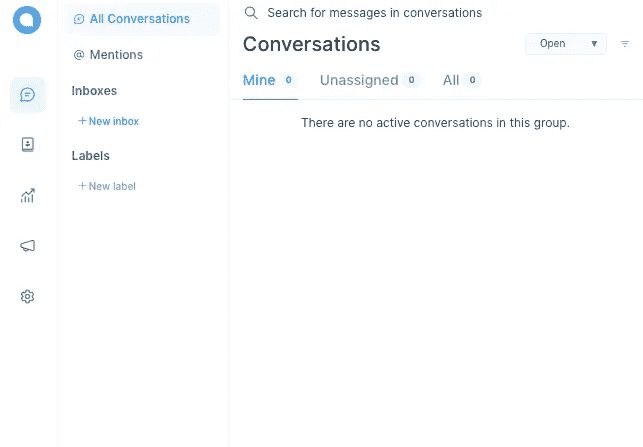 All Conversations
@ Mentions
Inboxes
+ New inbox
Labels
+ New label
Search for messages in conversations
Conversations
Open ▼
Mine 0 Unassigned 0 All 0
There are no active conversations in this group.